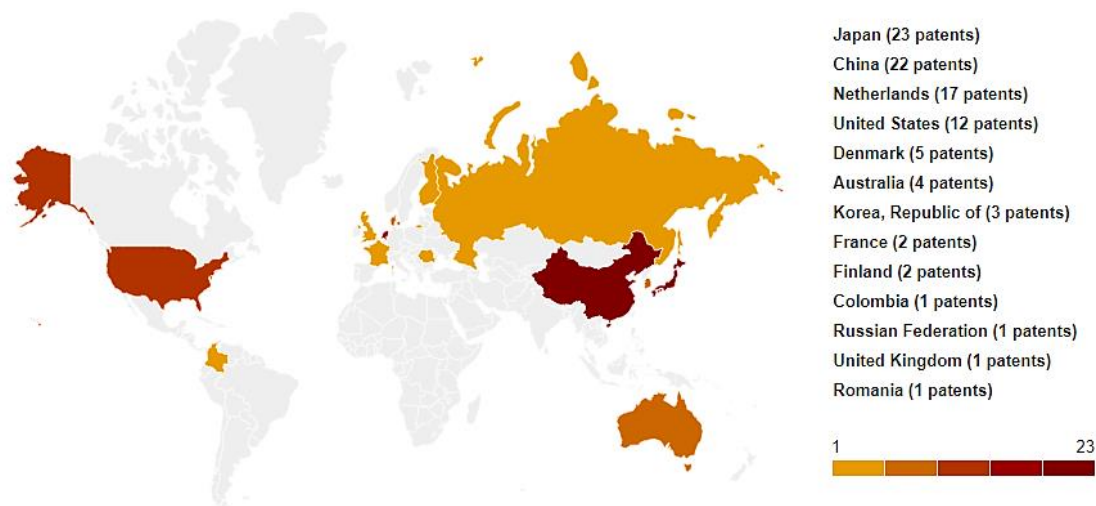 Japan (23 patents)
China (22 patents)
Netherlands (17 patents)
United States (12 patents)
Denmark (5 patents)
Australia (4 patents)
Korea, Republic of (3 patents)
France (2 patents)
Finland (2 patents)
Colombia (1 patents)
Russian Federation (1 patents)
United Kingdom (1 patents)
Romania (1 patents)
1 23